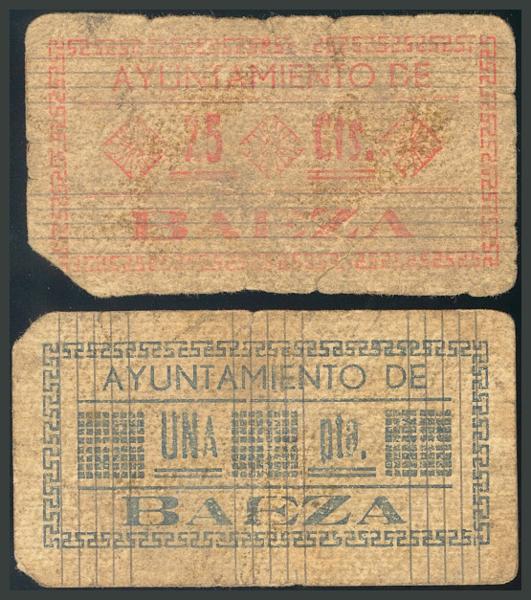 AYUNTAMIENTO DE
25 Cts.
BAEZA
AYUNTAMIENTO DE
UNA pta.
BAEZA